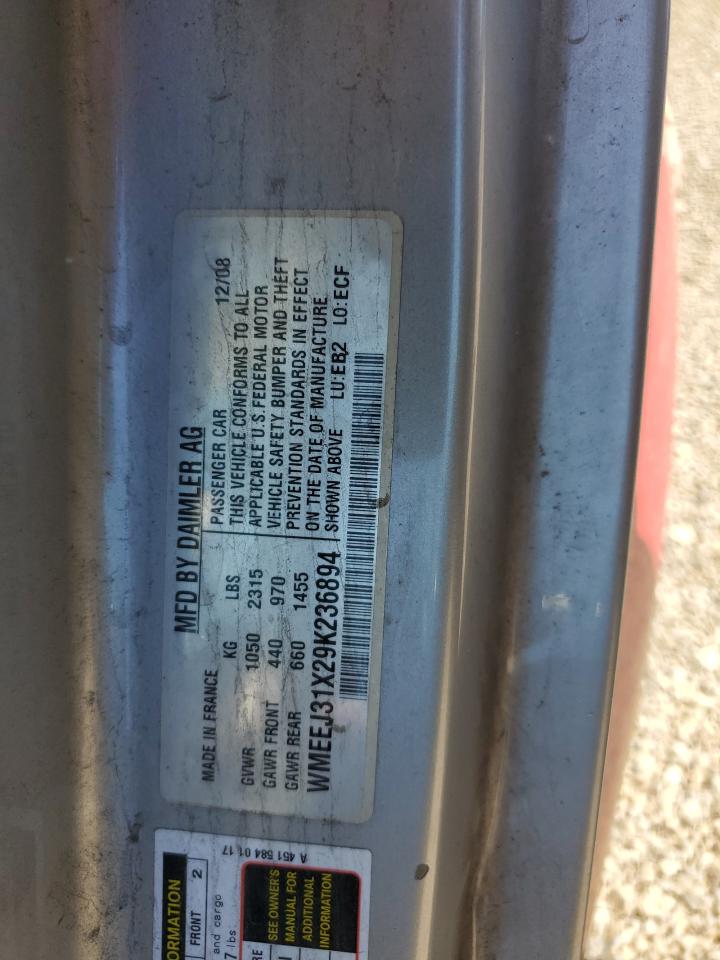 MFD BY DAIMLER AG
MADE IN FRANCE
PASSENGER CAR 12/08
KG LBS
GVWR 1050 2315
GAWR FRONT 440 970
GAWR REAR 660 1455
THIS VEHICLE CONFORMS TO ALL
APPLICABLE U.S. FEDERAL MOTOR
VEHICLE SAFETY BUMPER AND THEFT
PREVENTION STANDARDS IN EFFECT
ON THE DATE OF MANUFACTURE
SHOWN ABOVE LU:EB2 LO:ECF
WMEEJ31X29K236894
A 451 584 01 17
FRONT 2
and cargo
lbs
SEE OWNER'S
MANUAL FOR
ADDITIONAL
INFORMATION